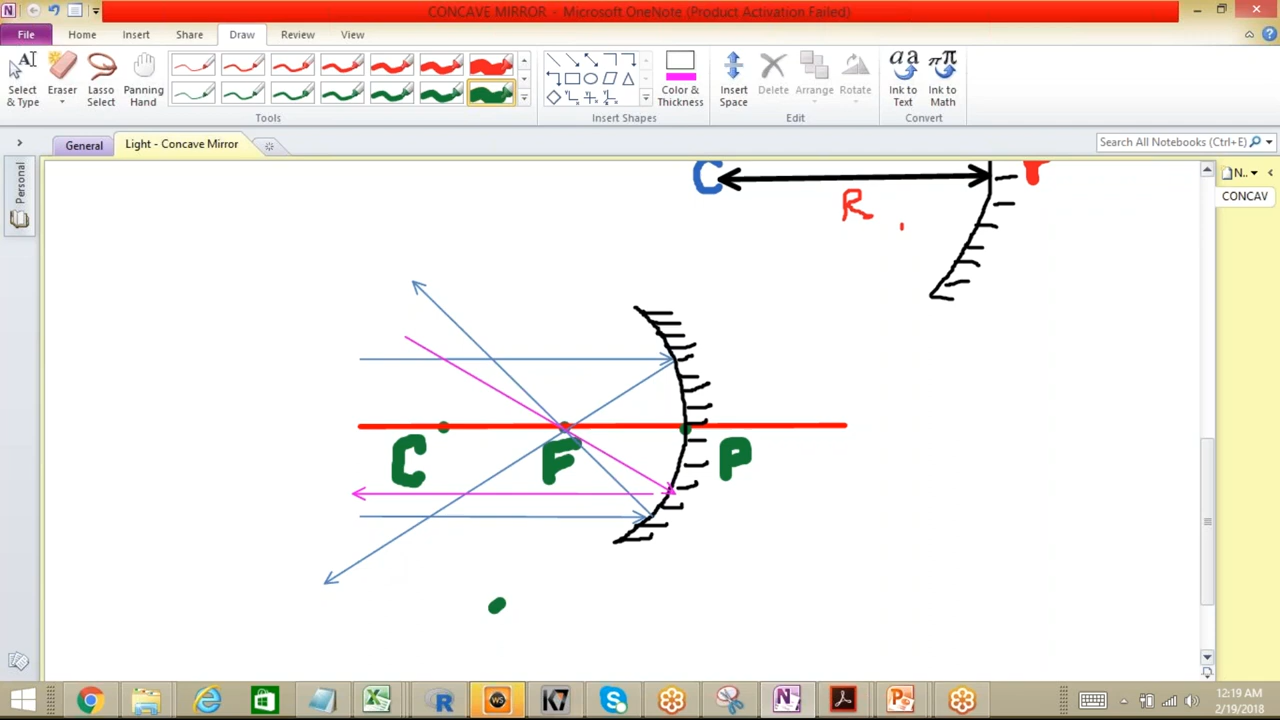 CONCAVE MIRROR - Microsoft OneNote (Product Activation Failed)
File Home Insert Share Draw Review View
Select & Type
Eraser
Lasso Select
Panning Hand
Color & Thickness
Insert Space
Delete
Arrange
Rotate
Ink to Text
Ink to Math
Tools
Insert Shapes
Edit
Convert
General
Light - Concave Mirror
Search All Notebooks (Ctrl+E)
Personal
N..
CONCAV
C
R
C
F
P
12:19 AM
2/19/2018